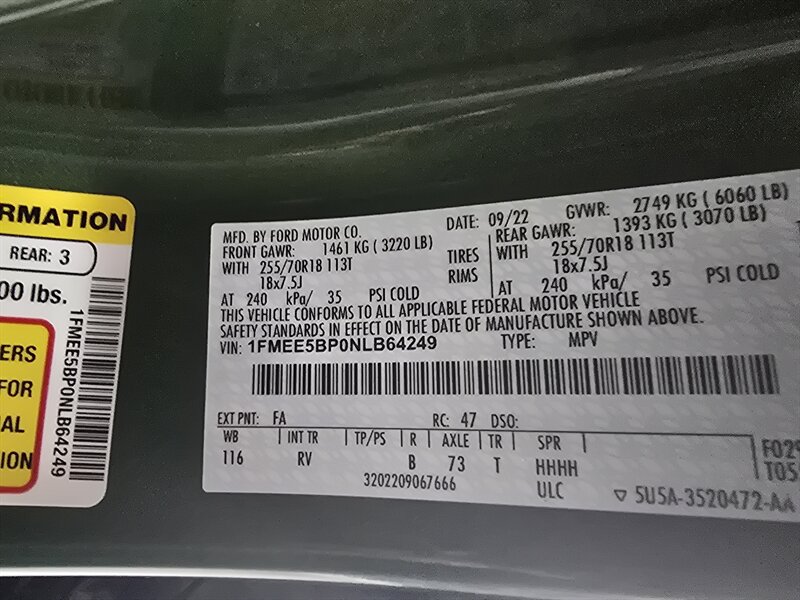 RMATION
REAR: 3
00 lbs.
ERS
FOR
AL
ION
1FMEE5BP0NLB64249
MFD. BY FORD MOTOR CO. DATE: 09/22 GVWR: 2749 KG ( 6060 LB)
FRONT GAWR: 1461 KG ( 3220 LB) REAR GAWR: 1393 KG ( 3070 LB)
WITH 255/70R18 113T TIRES WITH 255/70R18 113T
18x7.5J RIMS 18x7.5J
AT 240 kPa/ 35 PSI COLD AT 240 kPa/ 35 PSI COLD
THIS VEHICLE CONFORMS TO ALL APPLICABLE FEDERAL MOTOR VEHICLE
SAFETY STANDARDS IN EFFECT ON THE DATE OF MANUFACTURE SHOWN ABOVE.
VIN: 1FMEE5BP0NLB64249 TYPE: MPV
EXT PNT: FA RC: 47 DSO:
WB INT TR TP/PS R AXLE TR SPR
116 RV B 73 T HHHH
3202209067666 ULC
F029
T05
▽ 5U5A-3520472-AA